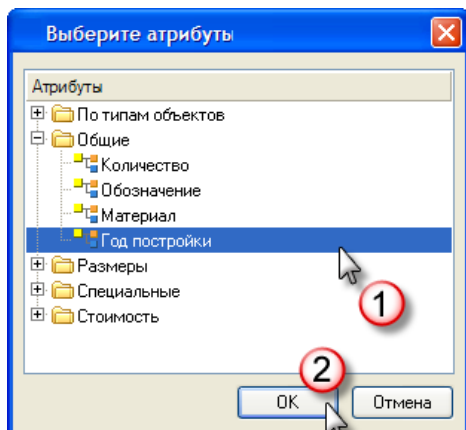 Выберите атрибуты
Атрибуты
По типам объектов
Общие
Количество
Обозначение
Материал
Год постройки
Размеры
Специальные
Стоимость
1
2
OK Отмена